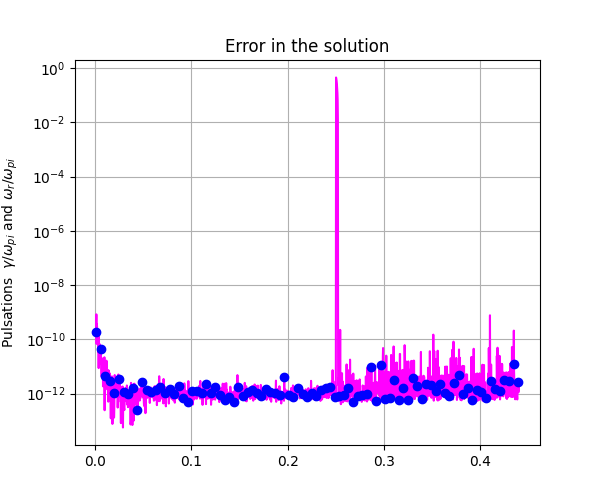 Error in the solution
Pulsations γ/ω_pi and ω_r/ω_pi
10^0
10^−2
10^−4
10^−6
10^−8
10^−10
10^−12
0.0 0.1 0.2 0.3 0.4